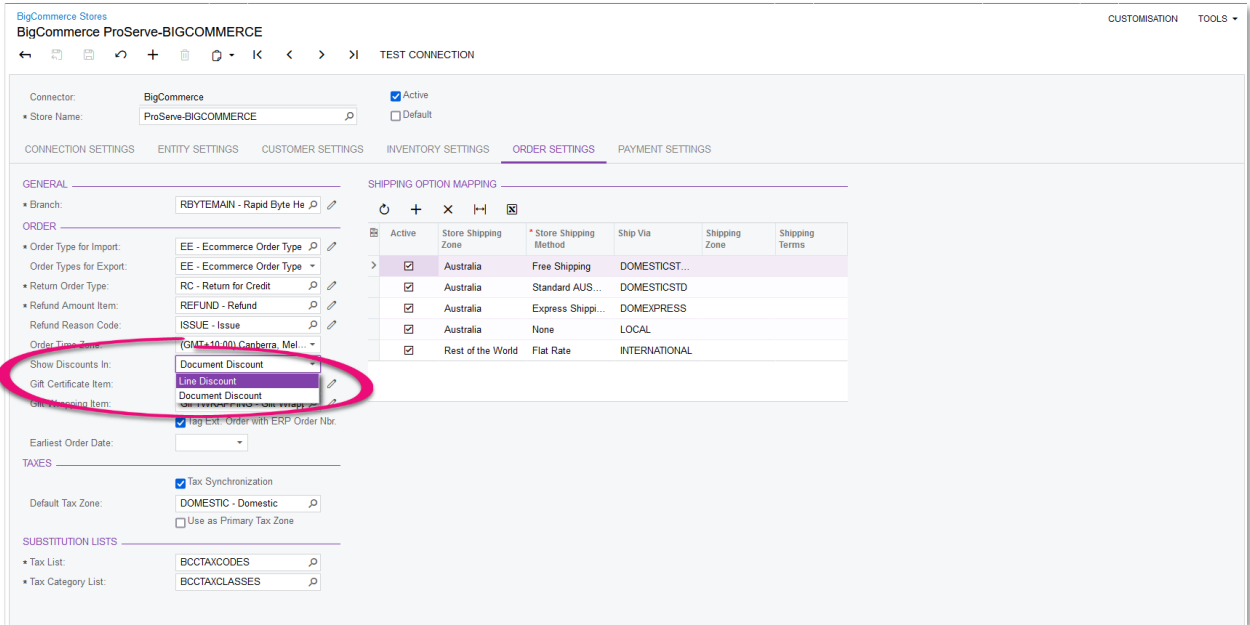 BigCommerce Stores
BigCommerce ProServe-BIGCOMMERCE
CUSTOMISATION TOOLS
TEST CONNECTION
Connector: BigCommerce Active
* Store Name: ProServe-BIGCOMMERCE Default
CONNECTION SETTINGS ENTITY SETTINGS CUSTOMER SETTINGS INVENTORY SETTINGS ORDER SETTINGS PAYMENT SETTINGS
GENERAL
* Branch: RBYTEMAIN - Rapid Byte He
ORDER
* Order Type for Import: EE - Ecommerce Order Type
Order Types for Export: EE - Ecommerce Order Type
* Return Order Type: RC - Return for Credit
* Refund Amount Item: REFUND - Refund
Refund Reason Code: ISSUE - Issue
Order Time Zone: (GMT+10:00) Canberra, Mel...
Show Discounts In: Document Discount
Line Discount
Gift Certificate Item:
Document Discount
Gift Wrapping Item: GIFTWRAPPING - Gift Wrapp
Tag Ext. Order with ERP Order Nbr.
Earliest Order Date:
TAXES
Tax Synchronization
Default Tax Zone: DOMESTIC - Domestic
Use as Primary Tax Zone
SUBSTITUTION LISTS
* Tax List: BCCTAXCODES
* Tax Category List: BCCTAXCLASSES
SHIPPING OPTION MAPPING
Active Store Shipping Zone * Store Shipping Method Ship Via Shipping Zone Shipping Terms
Australia Free Shipping DOMESTICST...
Australia Standard AUS... DOMESTICSTD
Australia Express Shippi... DOMEXPRESS
Australia None LOCAL
Rest of the World Flat Rate INTERNATIONAL